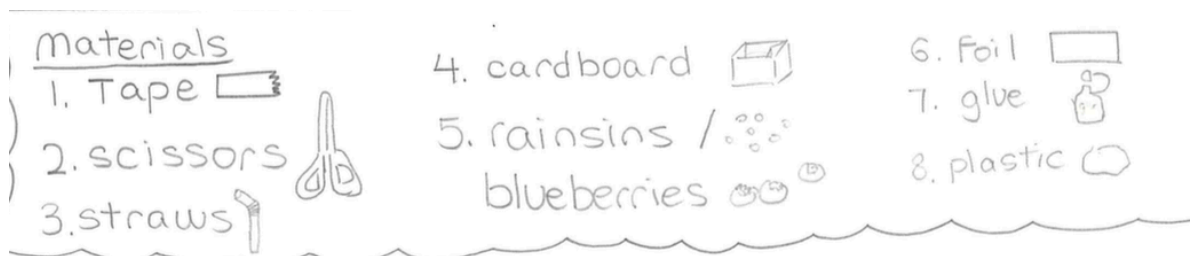 materials
1. Tape
2. scissors
3. straws
4. cardboard
5. rainsins /
blueberries
6. Foil
7. glue
8. plastic